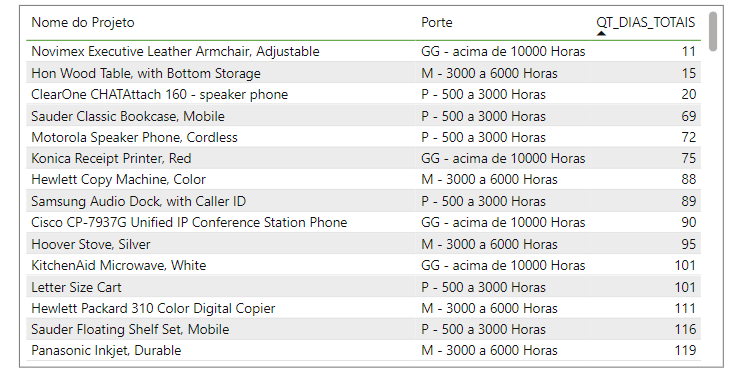 Nome do Projeto Porte QT_DIAS_TOTAIS
Novimex Executive Leather Armchair, Adjustable GG - acima de 10000 Horas 11
Hon Wood Table, with Bottom Storage M - 3000 a 6000 Horas 15
ClearOne CHATAttach 160 - speaker phone P - 500 a 3000 Horas 20
Sauder Classic Bookcase, Mobile P - 500 a 3000 Horas 69
Motorola Speaker Phone, Cordless P - 500 a 3000 Horas 72
Konica Receipt Printer, Red GG - acima de 10000 Horas 75
Hewlett Copy Machine, Color M - 3000 a 6000 Horas 88
Samsung Audio Dock, with Caller ID P - 500 a 3000 Horas 89
Cisco CP-7937G Unified IP Conference Station Phone GG - acima de 10000 Horas 90
Hoover Stove, Silver M - 3000 a 6000 Horas 95
KitchenAid Microwave, White GG - acima de 10000 Horas 101
Letter Size Cart P - 500 a 3000 Horas 101
Hewlett Packard 310 Color Digital Copier M - 3000 a 6000 Horas 111
Sauder Floating Shelf Set, Mobile P - 500 a 3000 Horas 116
Panasonic Inkjet, Durable M - 3000 a 6000 Horas 119